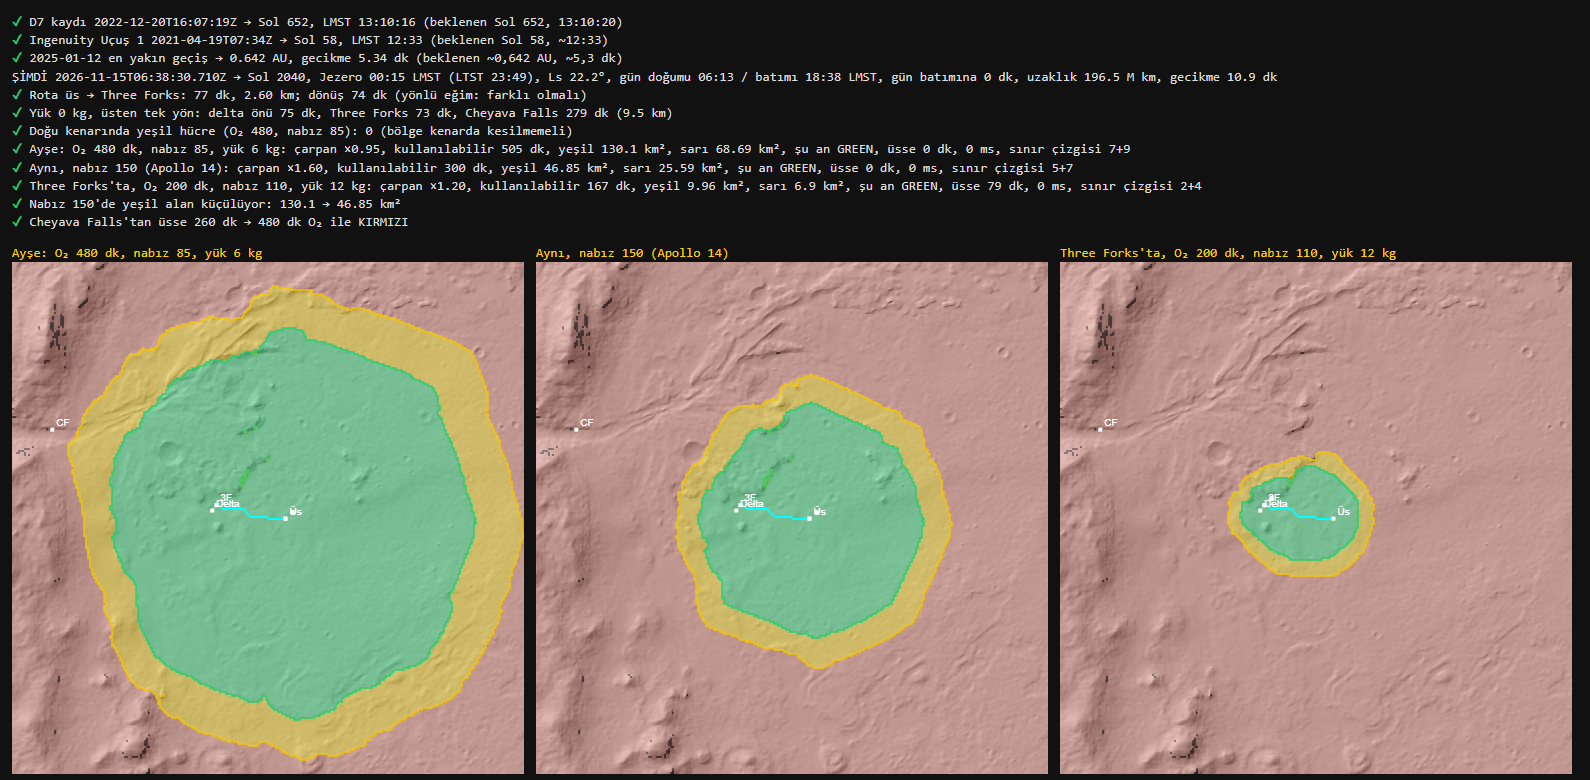 ✓ D7 kaydı 2022-12-20T16:07:19Z → Sol 652, LMST 13:10:16 (beklenen Sol 652, 13:10:20)
✓ Ingenuity Uçuş 1 2021-04-19T07:34Z → Sol 58, LMST 12:33 (beklenen Sol 58, ~12:33)
✓ 2025-01-12 en yakın geçiş → 0.642 AU, gecikme 5.34 dk (beklenen ~0,642 AU, ~5,3 dk)
ŞİMDİ 2026-11-15T06:38:30.710Z → Sol 2040, Jezero 00:15 LMST (LTST 23:49), Ls 22.2°, gün doğumu 06:13 / batımı 18:38 LMST, gün batımına 0 dk, uzaklık 196.5 M km, gecikme 10.9 dk
✓ Rota üs → Three Forks: 77 dk, 2.60 km; dönüş 74 dk (yönlü eğim: farklı olmalı)
✓ Yük 0 kg, üsten tek yön: delta önü 75 dk, Three Forks 73 dk, Cheyava Falls 279 dk (9.5 km)
✓ Doğu kenarında yeşil hücre (O₂ 480, nabız 85): 0 (bölge kenarda kesilmemeli)
✓ Ayşe: O₂ 480 dk, nabız 85, yük 6 kg: çarpan ×0.95, kullanılabilir 505 dk, yeşil 130.1 km², sarı 68.69 km², şu an GREEN, üsse 0 dk, 0 ms, sınır çizgisi 7+9
✓ Aynı, nabız 150 (Apollo 14): çarpan ×1.60, kullanılabilir 300 dk, yeşil 46.85 km², sarı 25.59 km², şu an GREEN, üsse 0 dk, 0 ms, sınır çizgisi 5+7
✓ Three Forks'ta, O₂ 200 dk, nabız 110, yük 12 kg: çarpan ×1.20, kullanılabilir 167 dk, yeşil 9.96 km², sarı 6.9 km², şu an GREEN, üsse 79 dk, 0 ms, sınır çizgisi 2+4
✓ Nabız 150'de yeşil alan küçülüyor: 130.1 → 46.85 km²
✓ Cheyava Falls'tan üsse 260 dk → 480 dk O₂ ile KIRMIZI
Ayşe: O₂ 480 dk, nabız 85, yük 6 kg
CF
3F
Delta
Üs
Aynı, nabız 150 (Apollo 14)
CF
3F
Delta
Üs
Three Forks'ta, O₂ 200 dk, nabız 110, yük 12 kg
CF
3F
Delta
Üs